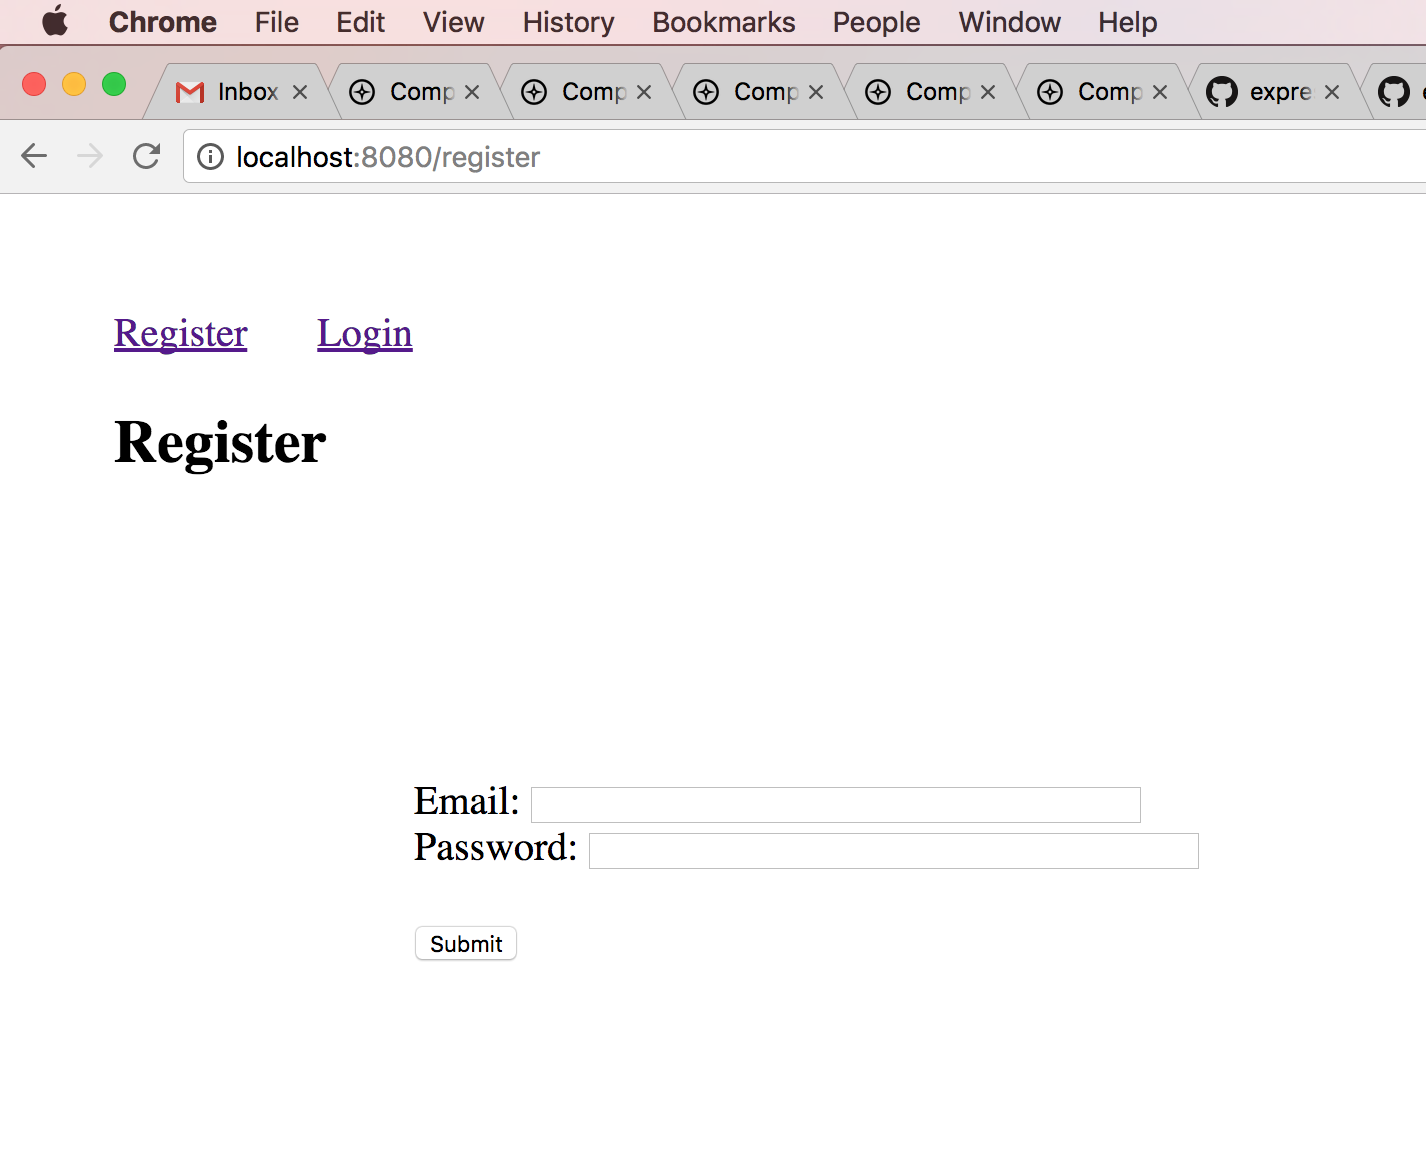 Chrome File Edit View History Bookmarks People Window Help
Inbox Comp Comp Comp Comp Comp expre
localhost:8080/register
Register Login
Register
Email:
Password:
Submit